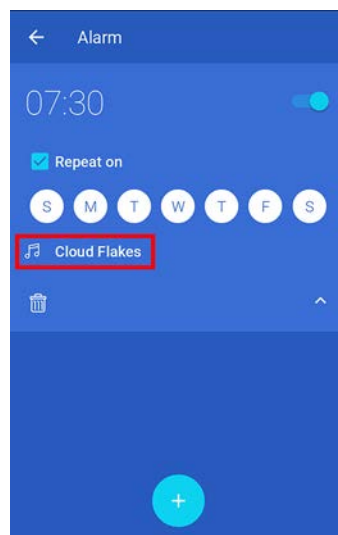 Alarm
07:30
Repeat on
S M T W T F S
Cloud Flakes